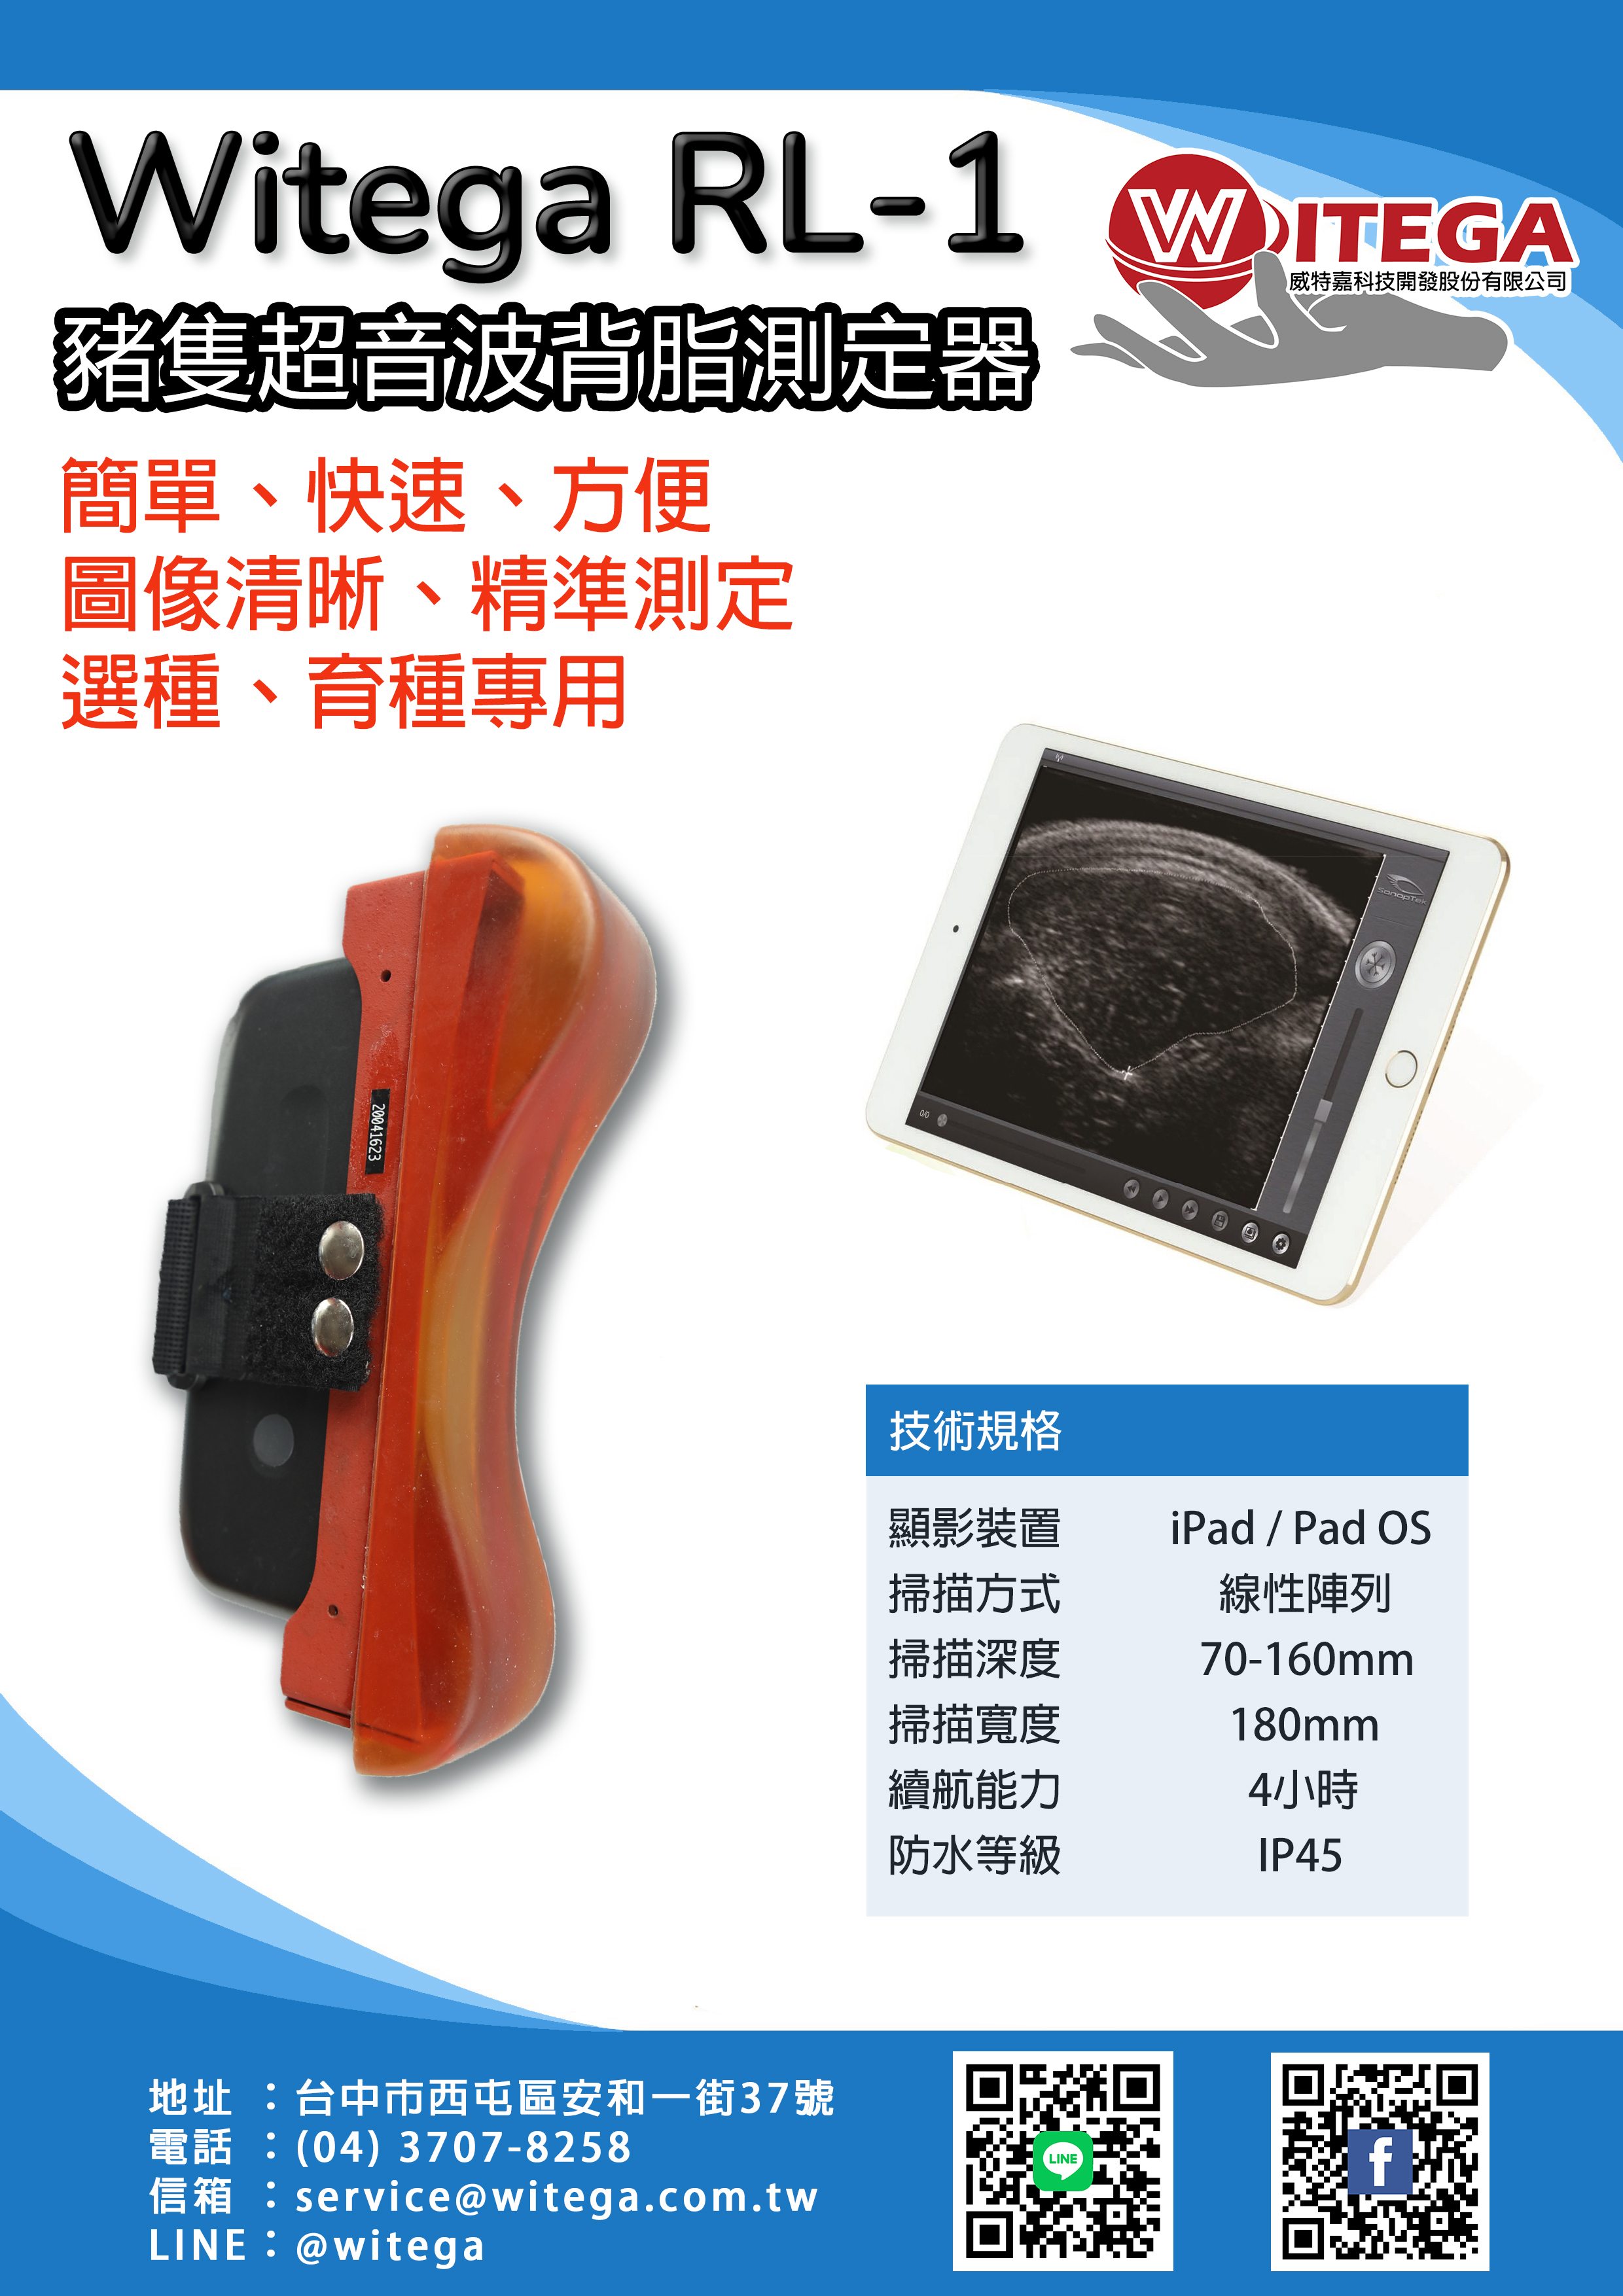 Witega RL-1
WITEGA
威特嘉科技開發股份有限公司
豬隻超音波背脂測定器
簡單、快速、方便
圖像清晰、精準測定
選種、育種專用
SonopTek
0/0
20041623
技術規格
顯影裝置 iPad / Pad OS
掃描方式 線性陣列
掃描深度 70-160mm
掃描寬度 180mm
續航能力 4小時
防水等級 IP45
地址 ：台中市西屯區安和一街37號
電話 ：(04) 3707-8258
信箱 ：service@witega.com.tw
LINE：@witega
LINE
f